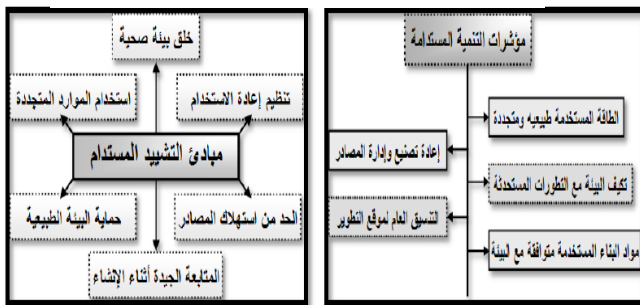 مؤشرات التنمية المستدامة
الطاقة المستخدمة طبيعيه ومتجددة
إعادة تصنيع وإدارة المصادر
تكيف البيئة مع التطورات المستحدثة
التنسيق العام لموقع التطوير
مواد البناء المستخدمة متوافقة مع البيئة
خلق بيئة صحية
تنظيم إعادة الاستخدام
استخدام الموارد المتجددة
مبادئ التشييد المستدام
الحد من استهلاك المصادر
حماية البيئة الطبيعية
المتابعة الجيدة أثناء الإنشاء